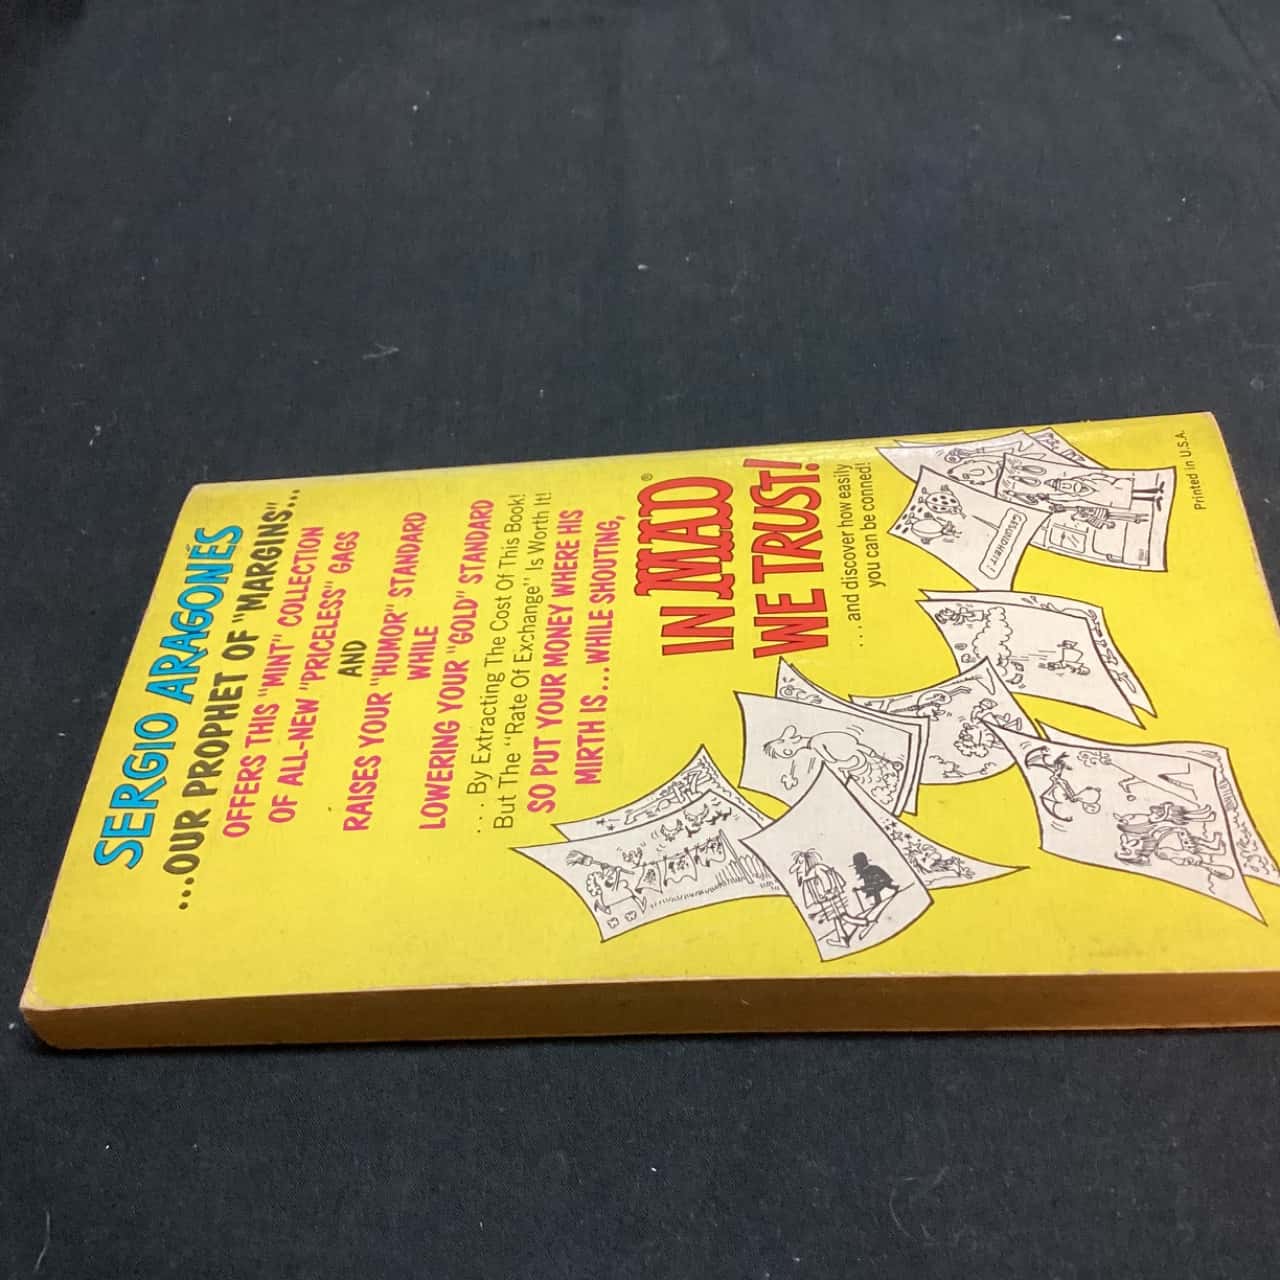 SERGIO ARAGONÉS
...OUR PROPHET OF "MARGINS"...
OFFERS THIS "MINT" COLLECTION
OF ALL-NEW "PRICELESS" GAGS
AND
RAISES YOUR "HUMOR" STANDARD
WHILE
LOWERING YOUR "GOLD" STANDARD
... By Extracting The Cost Of This Book!
But The "Rate Of Exchange" Is Worth It!
SO PUT YOUR MONEY WHERE HIS
MIRTH IS... WHILE SHOUTING,
IN MAD®
WE TRUST!
...and discover how easily
you can be conned!
GESUNDHEIT!
Printed in U.S.A.